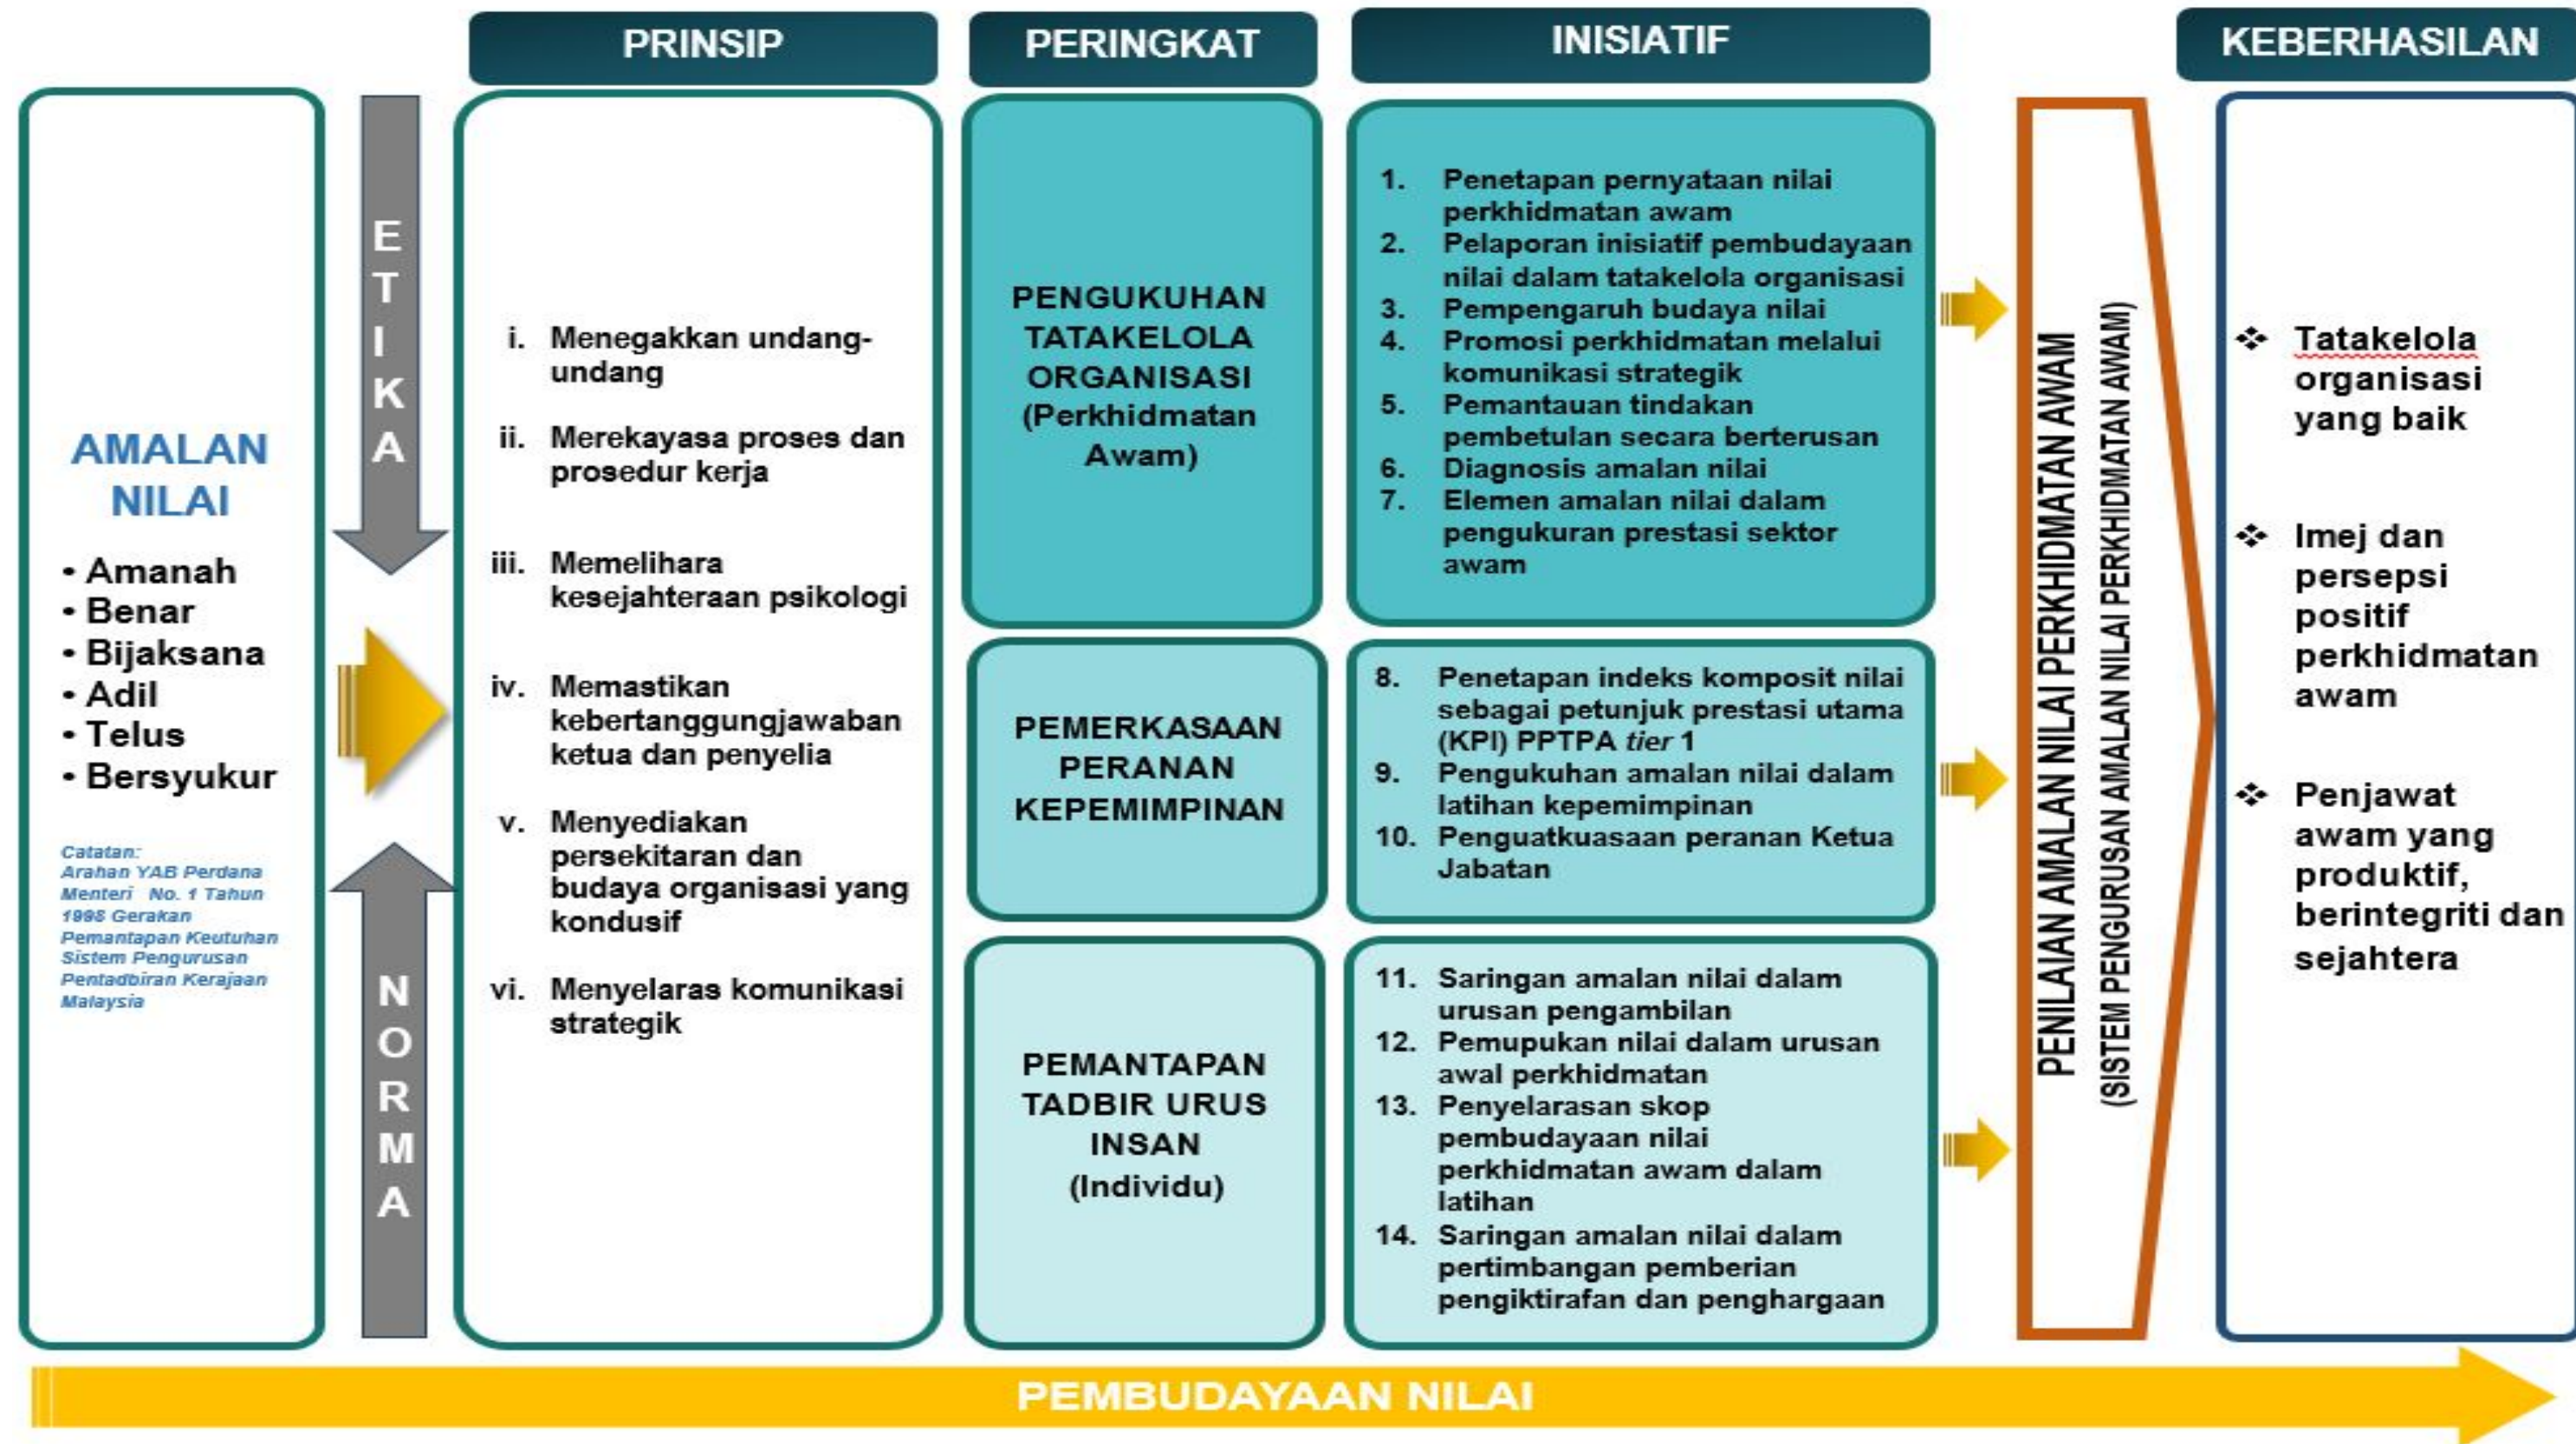 PRINSIP
PERINGKAT
INISIATIF
KEBERHASILAN
AMALAN
NILAI
• Amanah
• Benar
• Bijaksana
• Adil
• Telus
• Bersyukur
Catatan:
Arahan YAB Perdana
Menteri No. 1 Tahun
1998 Gerakan
Pemantapan Keutuhan
Sistem Pengurusan
Pentadbiran Kerajaan
Malaysia
ETIKA
NORMA
i. Menegakkan undang-
undang
ii. Merekayasa proses dan
prosedur kerja
iii. Memelihara
kesejahteraan psikologi
iv. Memastikan
kebertanggungjawaban
ketua dan penyelia
v. Menyediakan
persekitaran dan
budaya organisasi yang
kondusif
vi. Menyelaras komunikasi
strategik
PENGUKUHAN
TATAKELOLA
ORGANISASI
(Perkhidmatan
Awam)
1. Penetapan pernyataan nilai
perkhidmatan awam
2. Pelaporan inisiatif pembudayaan
nilai dalam tatakelola organisasi
3. Pempengaruh budaya nilai
4. Promosi perkhidmatan melalui
komunikasi strategik
5. Pemantauan tindakan
pembetulan secara berterusan
6. Diagnosis amalan nilai
7. Elemen amalan nilai dalam
pengukuran prestasi sektor
awam
PEMERKASAAN
PERANAN
KEPEMIMPINAN
8. Penetapan indeks komposit nilai
sebagai petunjuk prestasi utama
(KPI) PPTPA tier 1
9. Pengukuhan amalan nilai dalam
latihan kepemimpinan
10. Penguatkuasaan peranan Ketua
Jabatan
PEMANTAPAN
TADBIR URUS
INSAN
(Individu)
11. Saringan amalan nilai dalam
urusan pengambilan
12. Pemupukan nilai dalam urusan
awal perkhidmatan
13. Penyelarasan skop
pembudayaan nilai
perkhidmatan awam dalam
latihan
14. Saringan amalan nilai dalam
pertimbangan pemberian
pengiktirafan dan penghargaan
PENILAIAN AMALAN NILAI PERKHIDMATAN AWAM
(SISTEM PENGURUSAN AMALAN NILAI PERKHIDMATAN AWAM)
❖ Tatakelola
organisasi
yang baik
❖ Imej dan
persepsi
positif
perkhidmatan
awam
❖ Penjawat
awam yang
produktif,
berintegriti dan
sejahtera
PEMBUDAYAAN NILAI